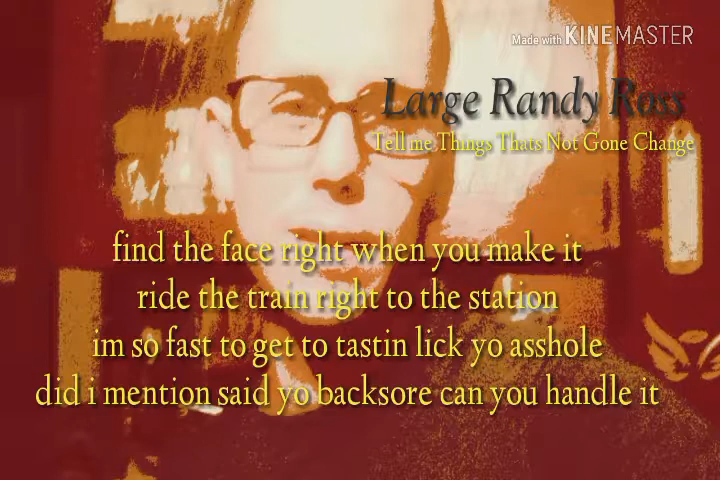 Made with KINEMASTER
Large Randy Ross
Tell me Things Thats Not Gone Change
find the face right when you make it
ride the train right to the station
im so fast to get to tastin lick yo asshole
did i mention said yo backsore can you handle it